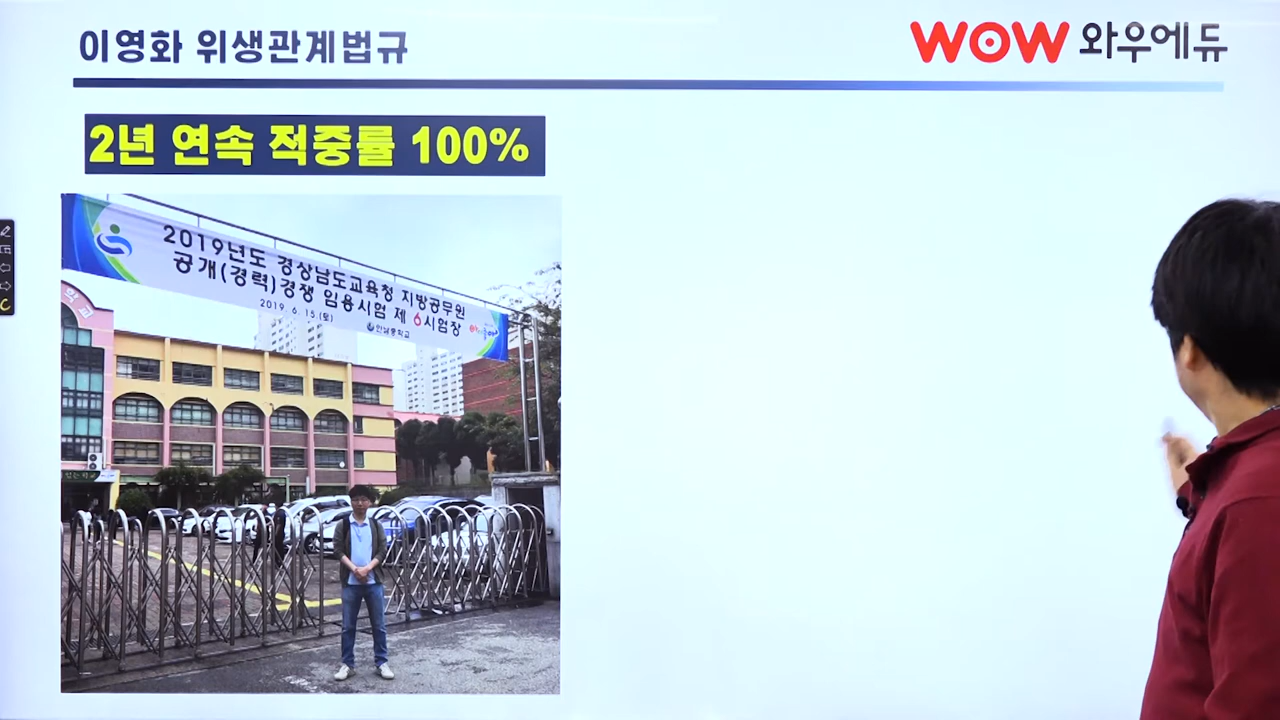 이영화 위생관계법규
WOW 와우에듀
2년 연속 적중률 100%
2019년도 경상남도교육청 지방공무원
공개(경력)경쟁 임용시험 제 6시험장
2019. 6. 15.(토)
학교
C